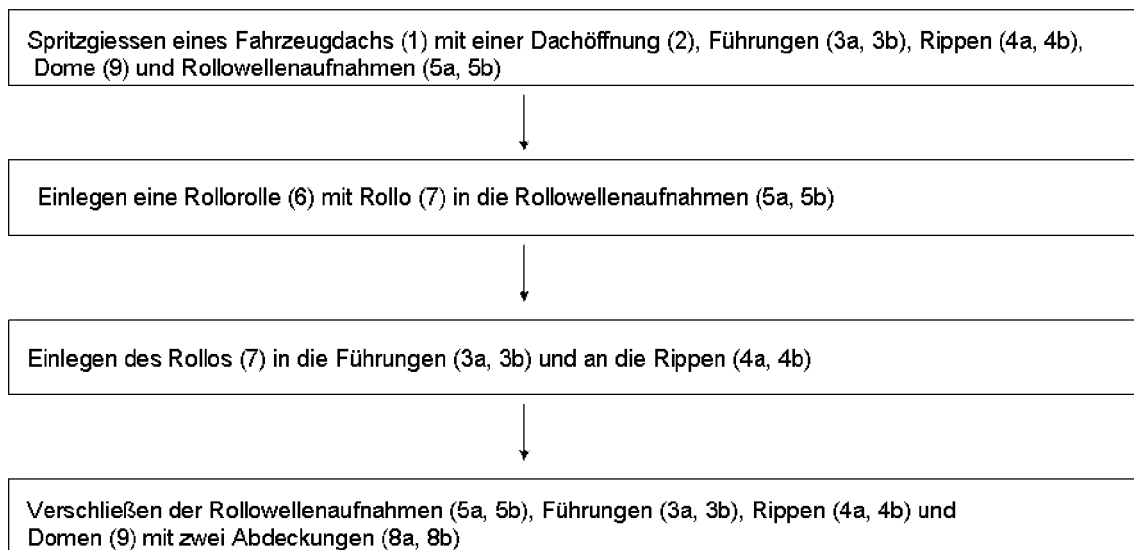 Spritzgiessen eines Fahrzeugdachs (1) mit einer Dachöffnung (2), Führungen (3a, 3b), Rippen (4a, 4b),
Dome (9) und Rollowellenaufnahmen (5a, 5b)
Einlegen eine Rollorolle (6) mit Rollo (7) in die Rollowellenaufnahmen (5a, 5b)
Einlegen des Rollos (7) in die Führungen (3a, 3b) und an die Rippen (4a, 4b)
Verschließen der Rollowellenaufnahmen (5a, 5b), Führungen (3a, 3b), Rippen (4a, 4b) und
Domen (9) mit zwei Abdeckungen (8a, 8b)